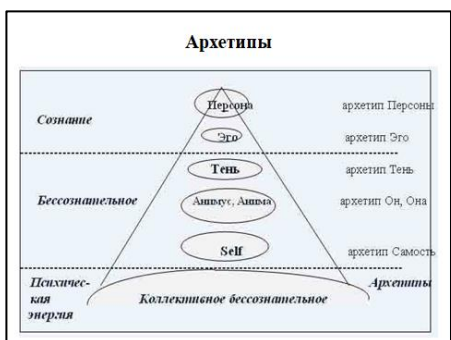 Архетипы
Персона
архетип Персоны
Сознание
Эго
архетип Эго
Тень
архетип Тень
Бессознательное
Анимус, Анима
архетип Он, Она
Self
архетип Самость
Психичес-
кая
энергия
Архетипы
Коллективное бессознательное